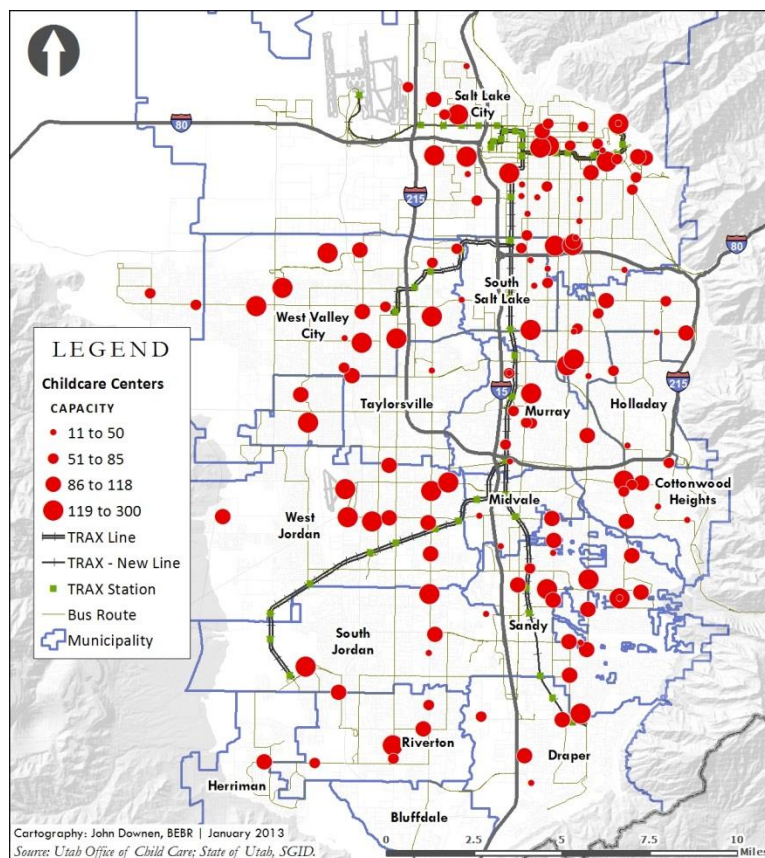 Salt Lake
City
80
215
80
South
Salt Lake
West Valley
City
LEGEND
Childcare Centers
CAPACITY
11 to 50
51 to 85
86 to 118
119 to 300
TRAX Line
TRAX - New Line
TRAX Station
Bus Route
Municipality
215
15
Taylorsville
Murray
Holladay
Cottonwood
Heights
Midvale
West
Jordan
Sandy
South
Jordan
Riverton
Draper
Herriman
Bluffdale
Cartography: John Downen, BEBR | January 2013
Source: Utah Office of Child Care; State of Utah, SGID.
0 2.5 5 7.5 10
Miles